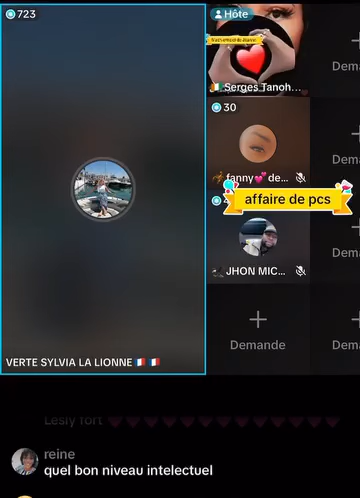 723
Hôte
Serges Tanoh...
Dem
30
fanny💕de...
Dema
affaire de pcs
JHON MIC...
Dema
Demande
Dema
VERTE SYLVIA LA LIONNE 🇫🇷 🇫🇷
Lesly fort
reine
quel bon niveau intelectuel